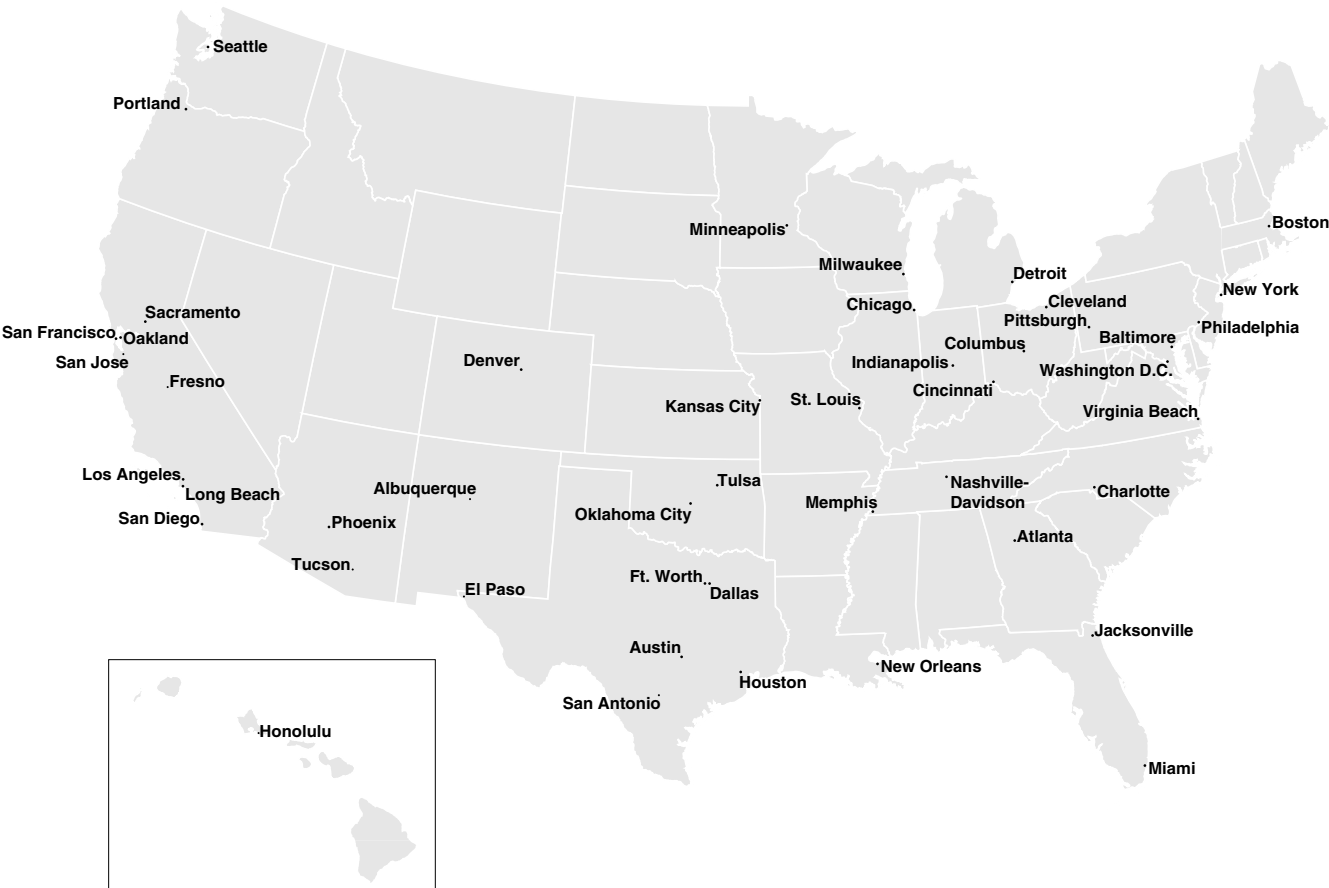 Seattle
Portland
Minneapolis
Boston
Milwaukee
Detroit
New York
Cleveland
Chicago
Sacramento
Pittsburgh
Philadelphia
San Francisco
Oakland
Baltimore
Columbus
San Jose
Denver
Indianapolis
Washington D.C.
Fresno
Cincinnati
St. Louis
Kansas City
Virginia Beach
Los Angeles
Tulsa
Nashville-
Davidson
Albuquerque
Long Beach
Charlotte
Memphis
Oklahoma City
San Diego
Phoenix
Atlanta
Tucson
Ft. Worth
El Paso
Dallas
Jacksonville
Austin
New Orleans
Houston
San Antonio
Honolulu
Miami